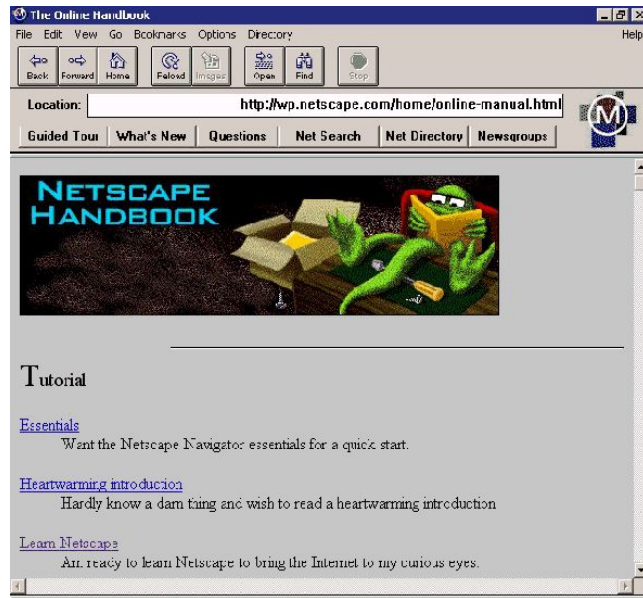 The Online Handbook
File Edit View Go Bookmarks Options Directory Help
Back Forward Home Reload Images Open Find Stop
Location: http://wp.netscape.com/home/online-manual.html
Guided Tour What's New Questions Net Search Net Directory Newsgroups
M
NETSCAPE
HANDBOOK
Tutorial
Essentials
Want the Netscape Navigator essentials for a quick start.
Heartwarming introduction
Hardly know a darn thing and wish to read a heartwarming introduction
Learn Netscape
Am ready to learn Netscape to bring the Internet to my curious eyes.